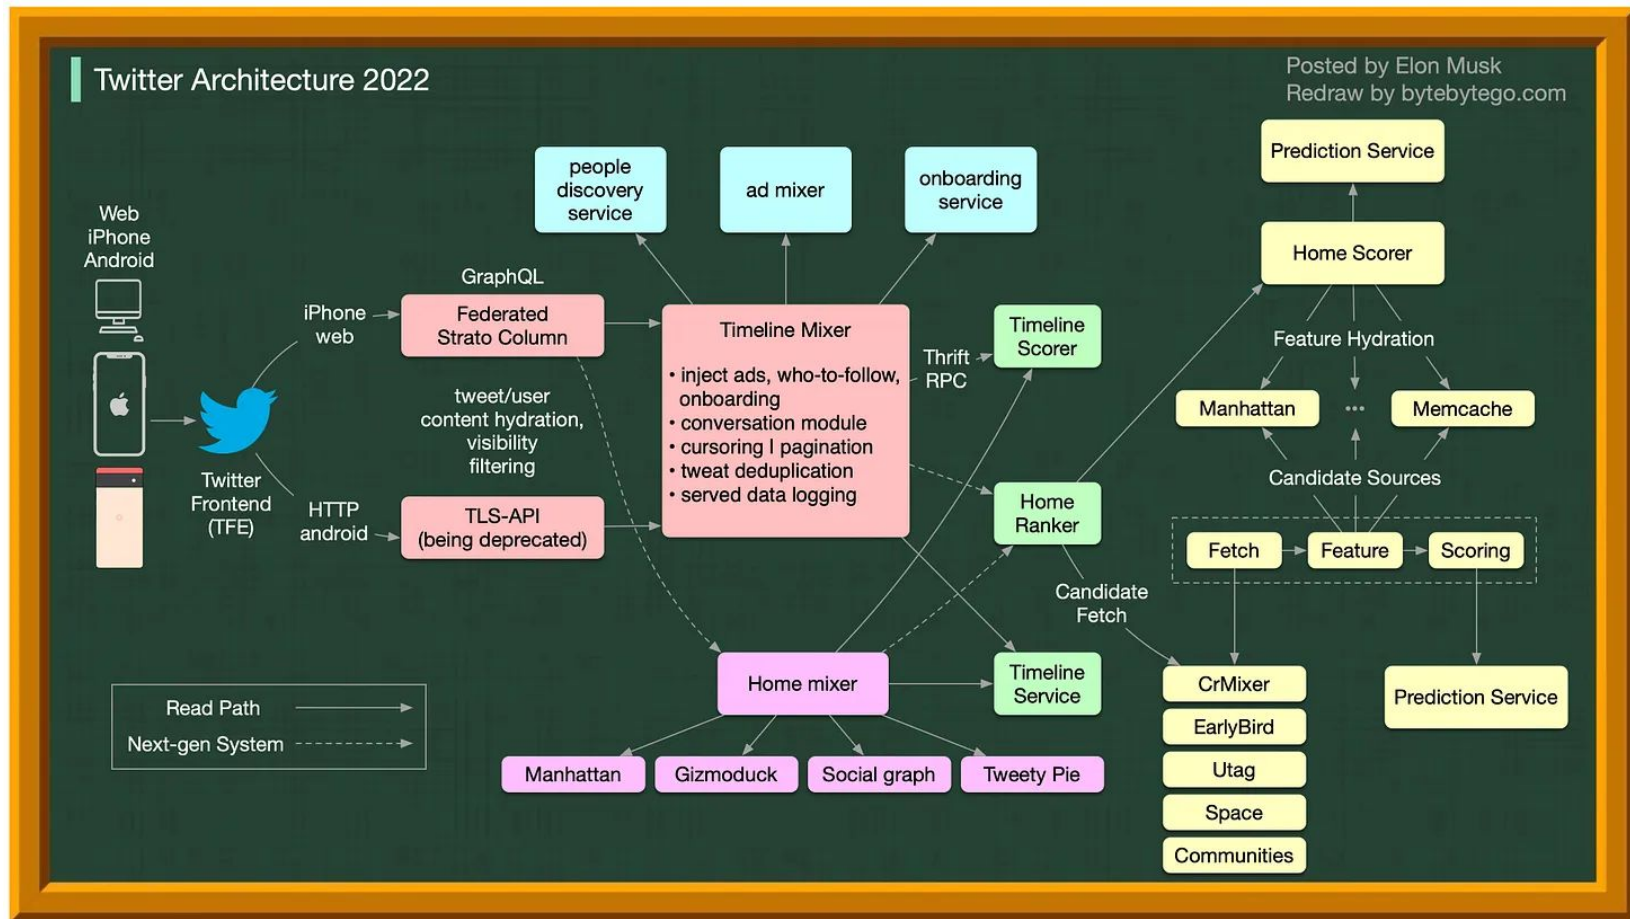 Twitter Architecture 2022
Posted by Elon Musk
Redraw by bytebytego.com
Web
iPhone
Android
Twitter
Frontend
(TFE)
iPhone
web
HTTP
android
GraphQL
Federated
Strato Column
tweet/user
content hydration,
visibility
filtering
TLS-API
(being deprecated)
people
discovery
service
ad mixer
onboarding
service
Timeline Mixer
• inject ads, who-to-follow,
onboarding
• conversation module
• cursoring I pagination
• tweat deduplication
• served data logging
Thrift
RPC
Timeline
Scorer
Home
Ranker
Candidate
Fetch
Timeline
Service
Home mixer
Manhattan
Gizmoduck
Social graph
Tweety Pie
Prediction Service
Home Scorer
Feature Hydration
Manhattan
•••
Memcache
Candidate Sources
Fetch
Feature
Scoring
CrMixer
EarlyBird
Utag
Space
Communities
Prediction Service
Read Path
Next-gen System